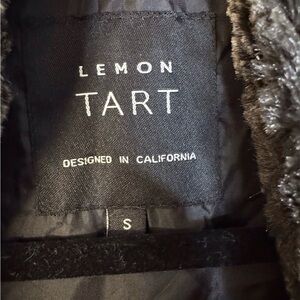 LEMON
TART
DESIGNED IN CALIFORNIA
S